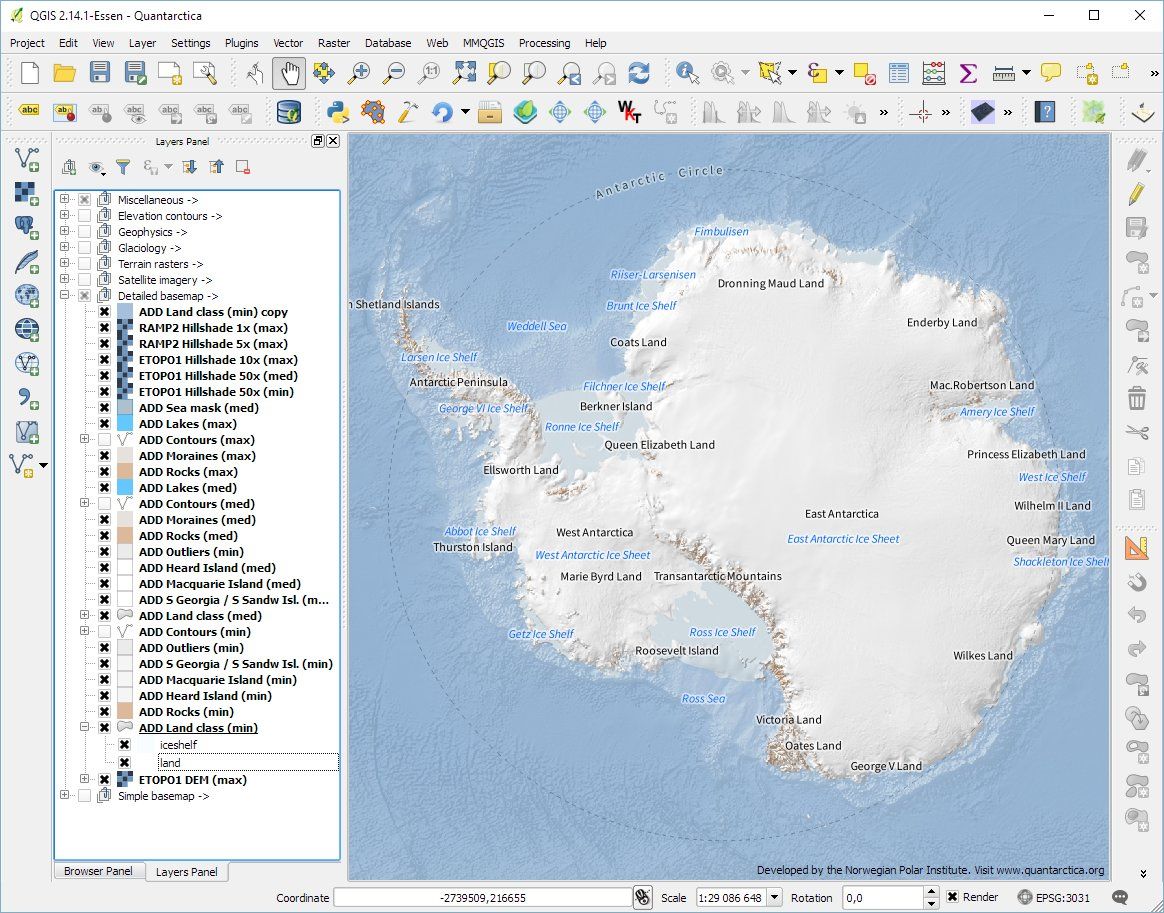 QGIS 2.14.1-Essen - Quantarctica
Project Edit View Layer Settings Plugins Vector Raster Database Web MMQGIS Processing Help
1:1
ε
Σ
abc ab abc abc abc abc
WKT
?
Layers Panel
Miscellaneous ->
Elevation contours ->
Geophysics ->
Glaciology ->
Terrain rasters ->
Satellite imagery ->
Detailed basemap ->
ADD Land class (min) copy
RAMP2 Hillshade 1x (max)
RAMP2 Hillshade 5x (max)
ETOPO1 Hillshade 10x (max)
ETOPO1 Hillshade 50x (med)
ETOPO1 Hillshade 50x (min)
ADD Sea mask (med)
ADD Lakes (max)
ADD Contours (max)
ADD Moraines (max)
ADD Rocks (max)
ADD Lakes (med)
ADD Contours (med)
ADD Moraines (med)
ADD Rocks (med)
ADD Outliers (min)
ADD Heard Island (med)
ADD Macquarie Island (med)
ADD S Georgia / S Sandw Isl. (m...
ADD Land class (med)
ADD Contours (min)
ADD Outliers (min)
ADD S Georgia / S Sandw Isl. (min)
ADD Macquarie Island (min)
ADD Heard Island (min)
ADD Rocks (min)
ADD Land class (min)
iceshelf
land
ETOPO1 DEM (max)
Simple basemap ->
Browser Panel Layers Panel
Antarctic Circle
Fimbulisen
Riiser-Larsenisen
Dronning Maud Land
n Shetland Islands
Brunt Ice Shelf
Enderby Land
Weddell Sea
Coats Land
Larsen Ice Shelf
Antarctic Peninsula
Filchner Ice Shelf
Mac.Robertson Land
George VI Ice Shelf
Berkner Island
Amery Ice Shelf
Ronne Ice Shelf
Queen Elizabeth Land
Princess Elizabeth Land
Ellsworth Land
West Ice Shelf
Wilhelm II Land
East Antarctica
Abbot Ice Shelf
West Antarctica
East Antarctic Ice Sheet
Queen Mary Land
Thurston Island
West Antarctic Ice Sheet
Shackleton Ice Shelf
Marie Byrd Land
Transantarctic Mountains
Getz Ice Shelf
Ross Ice Shelf
Roosevelt Island
Wilkes Land
Ross Sea
Victoria Land
Oates Land
George V Land
Developed by the Norwegian Polar Institute. Visit www.quantarctica.org
Coordinate -2739509,216655 Scale 1:29 086 648 Rotation 0,0 Render EPSG:3031